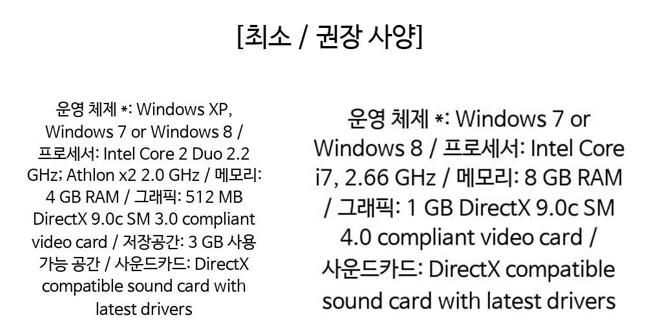 [최소 / 권장 사양]
운영 체제 *: Windows XP,
Windows 7 or Windows 8 /
프로세서: Intel Core 2 Duo 2.2
GHz; Athlon x2 2.0 GHz / 메모리:
4 GB RAM / 그래픽: 512 MB
DirectX 9.0c SM 3.0 compliant
video card / 저장공간: 3 GB 사용
가능 공간 / 사운드카드: DirectX
compatible sound card with
latest drivers
운영 체제 *: Windows 7 or
Windows 8 / 프로세서: Intel Core
i7, 2.66 GHz / 메모리: 8 GB RAM
/ 그래픽: 1 GB DirectX 9.0c SM
4.0 compliant video card /
사운드카드: DirectX compatible
sound card with latest drivers